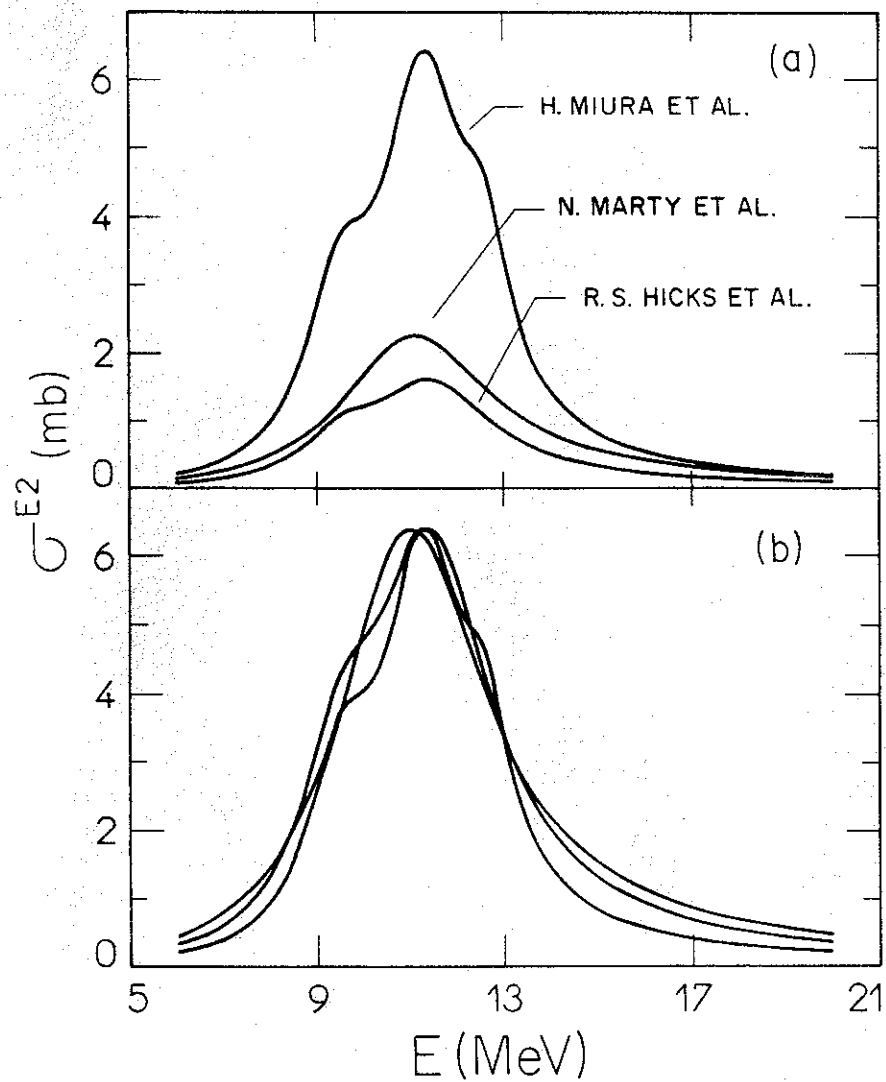 (a)
6
H. MIURA ET AL.
4
N. MARTY ET AL.
R. S. HICKS ET AL.
2
0
σE2 (mb)
(b)
6
4
2
0
5 9 13 17 21
E (MeV)